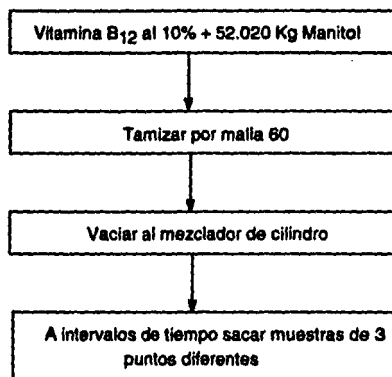 Vitamina B12 al 10% + 52.020 Kg Manitol
Tamizar por malla 60
Vaciar al mezclador de cilindro
A intervalos de tiempo sacar muestras de 3
puntos diferentes